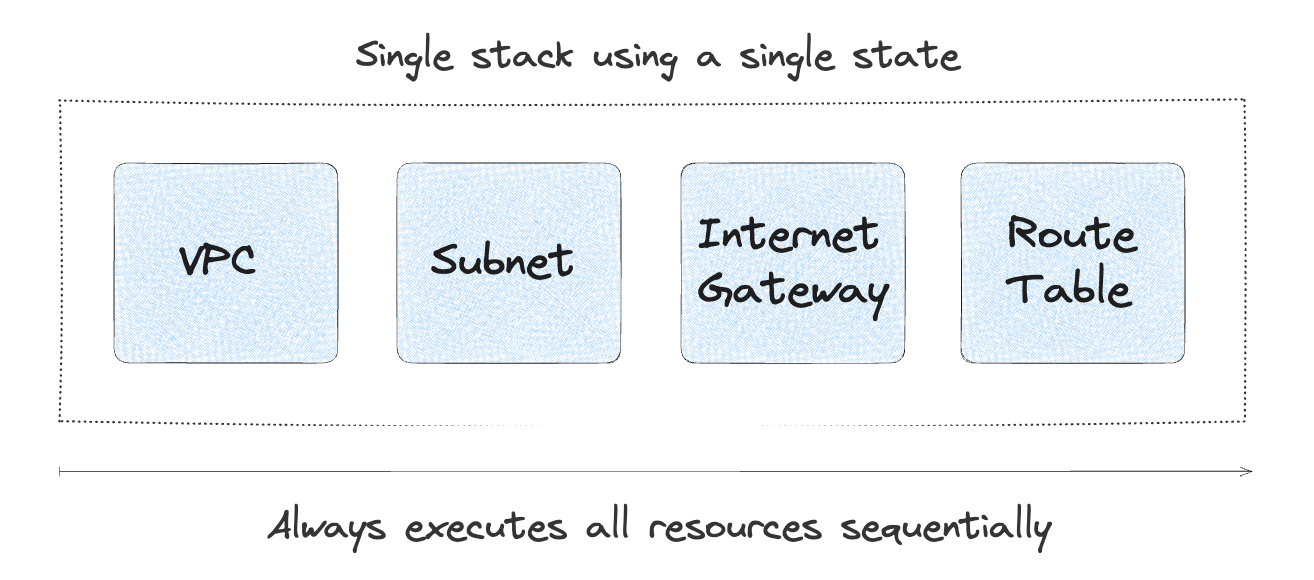 Single stack using a single state
VPC
Subnet
Internet
Gateway
Route
Table
Always executes all resources sequentially